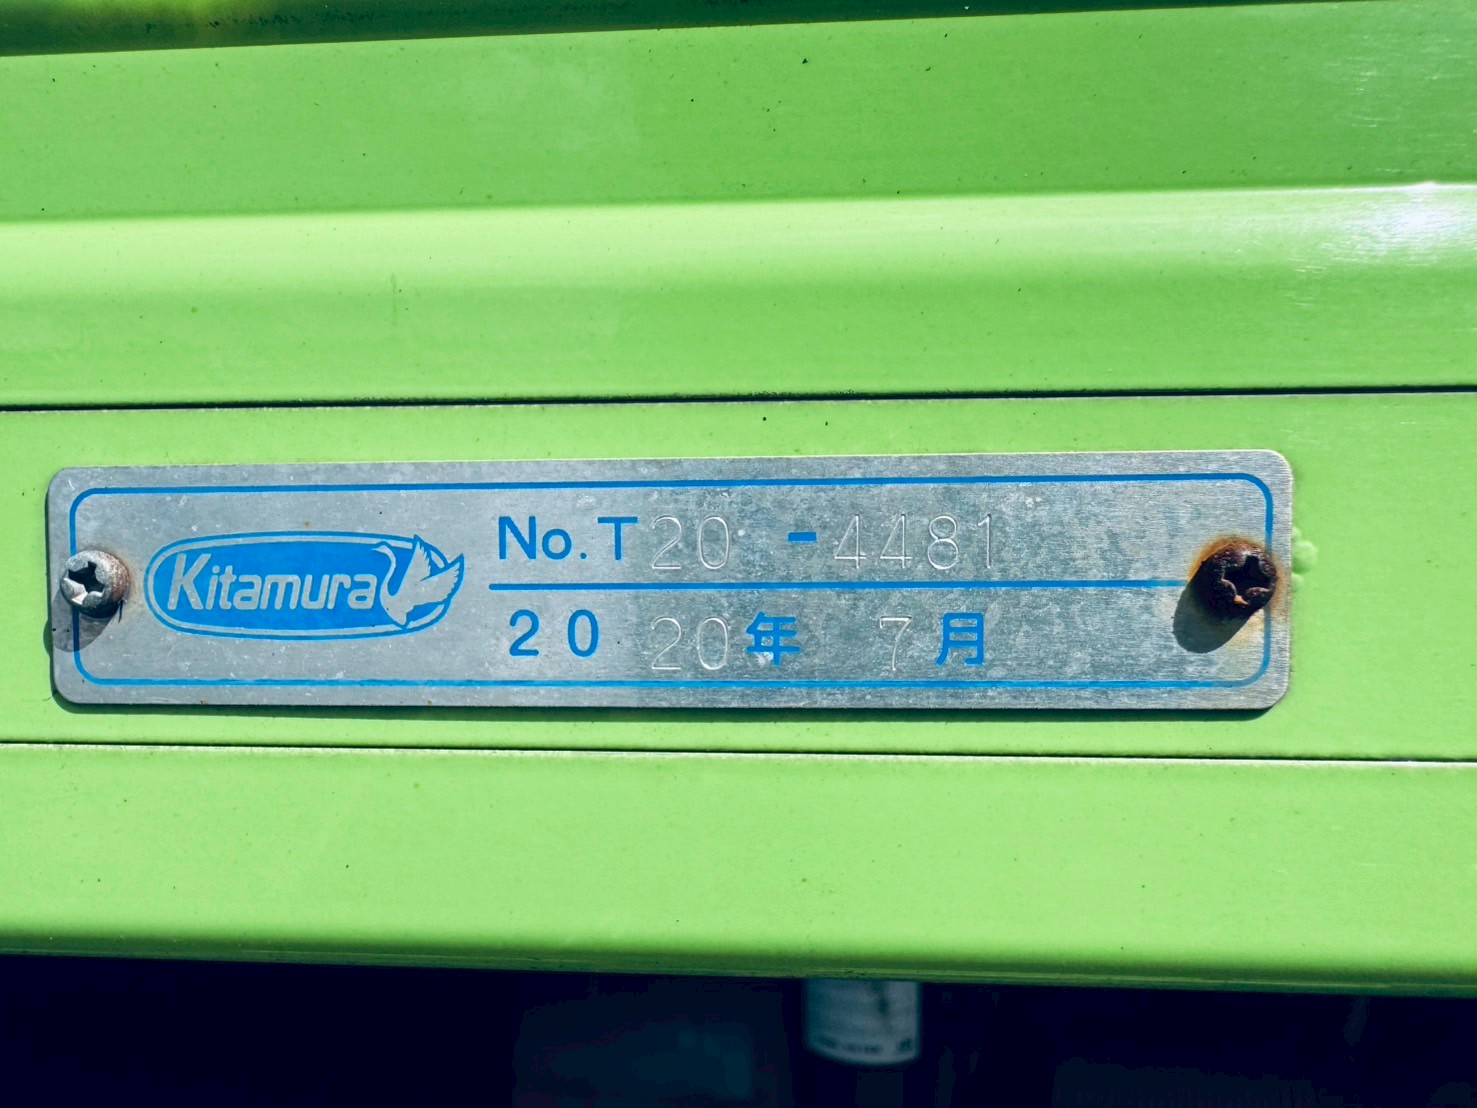 Kitamura
No. T20 - 4481
20 20年 7月